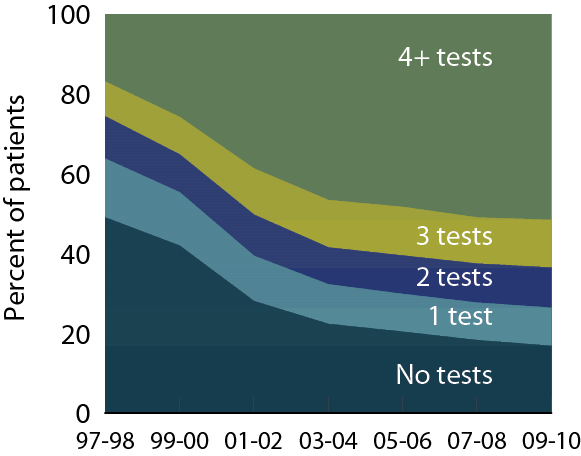 Percent of patients
100
80
60
40
20
0
4+ tests
3 tests
2 tests
1 test
No tests
97-98 99-00 01-02 03-04 05-06 07-08 09-10